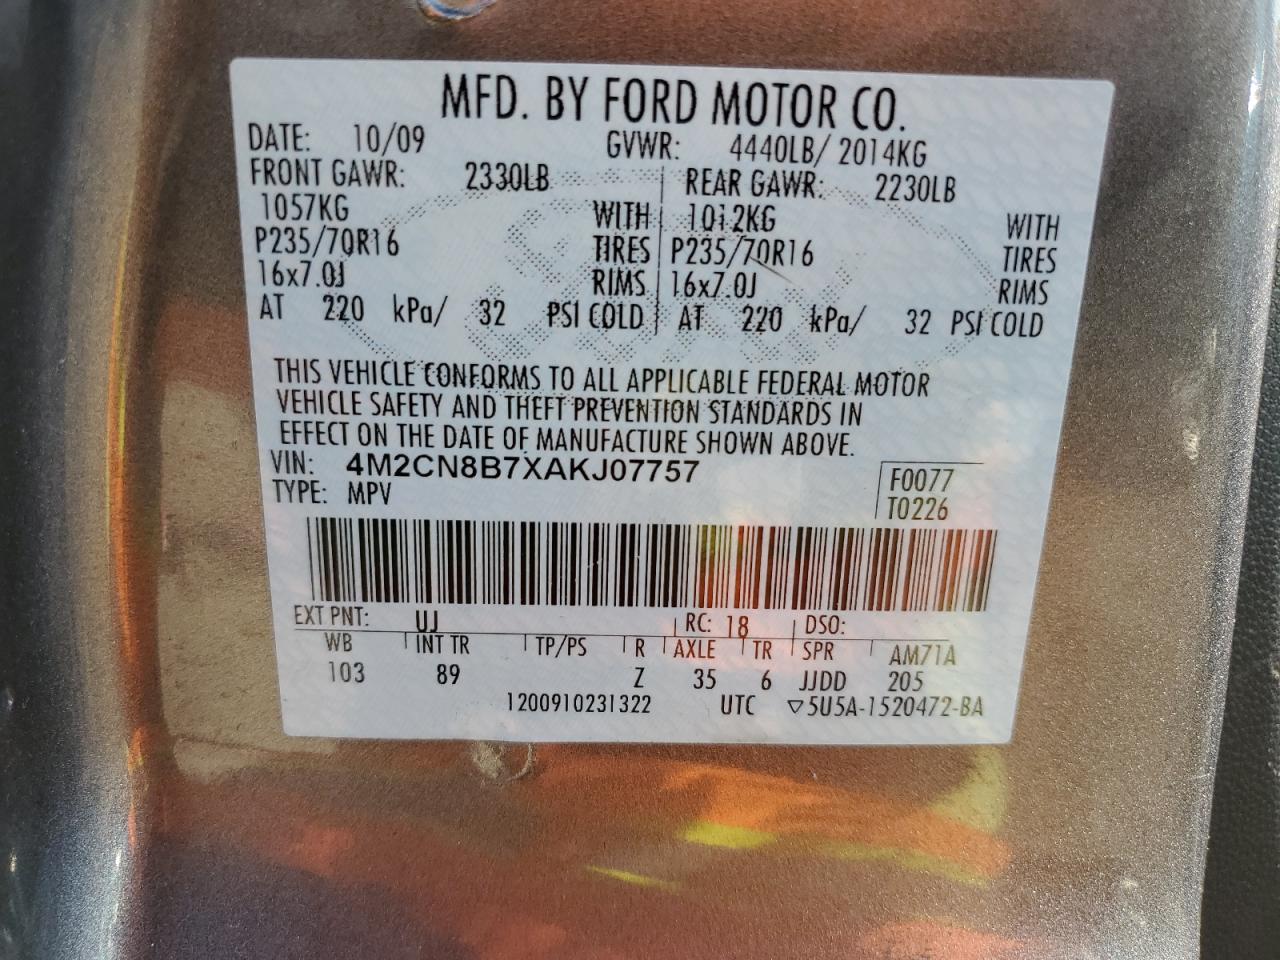 MFD. BY FORD MOTOR CO.
DATE: 10/09 GVWR: 4440LB/ 2014KG
FRONT GAWR: 2330LB REAR GAWR: 2230LB
1057KG WITH 1012KG WITH
P235/70R16 TIRES P235/70R16 TIRES
16x7.0J RIMS 16x7.0J RIMS
AT 220 kPa/ 32 PSI COLD AT 220 kPa/ 32 PSI COLD
THIS VEHICLE CONFORMS TO ALL APPLICABLE FEDERAL MOTOR
VEHICLE SAFETY AND THEFT PREVENTION STANDARDS IN
EFFECT ON THE DATE OF MANUFACTURE SHOWN ABOVE.
VIN: 4M2CN8B7XAKJ07757 F0077
TYPE: MPV T0226
EXT PNT: UJ RC: 18 DSO:
WB INT TR TP/PS R AXLE TR SPR AM71A
103 89 Z 35 6 JJDD 205
1200910231322 UTC ▽5U5A-1520472-BA